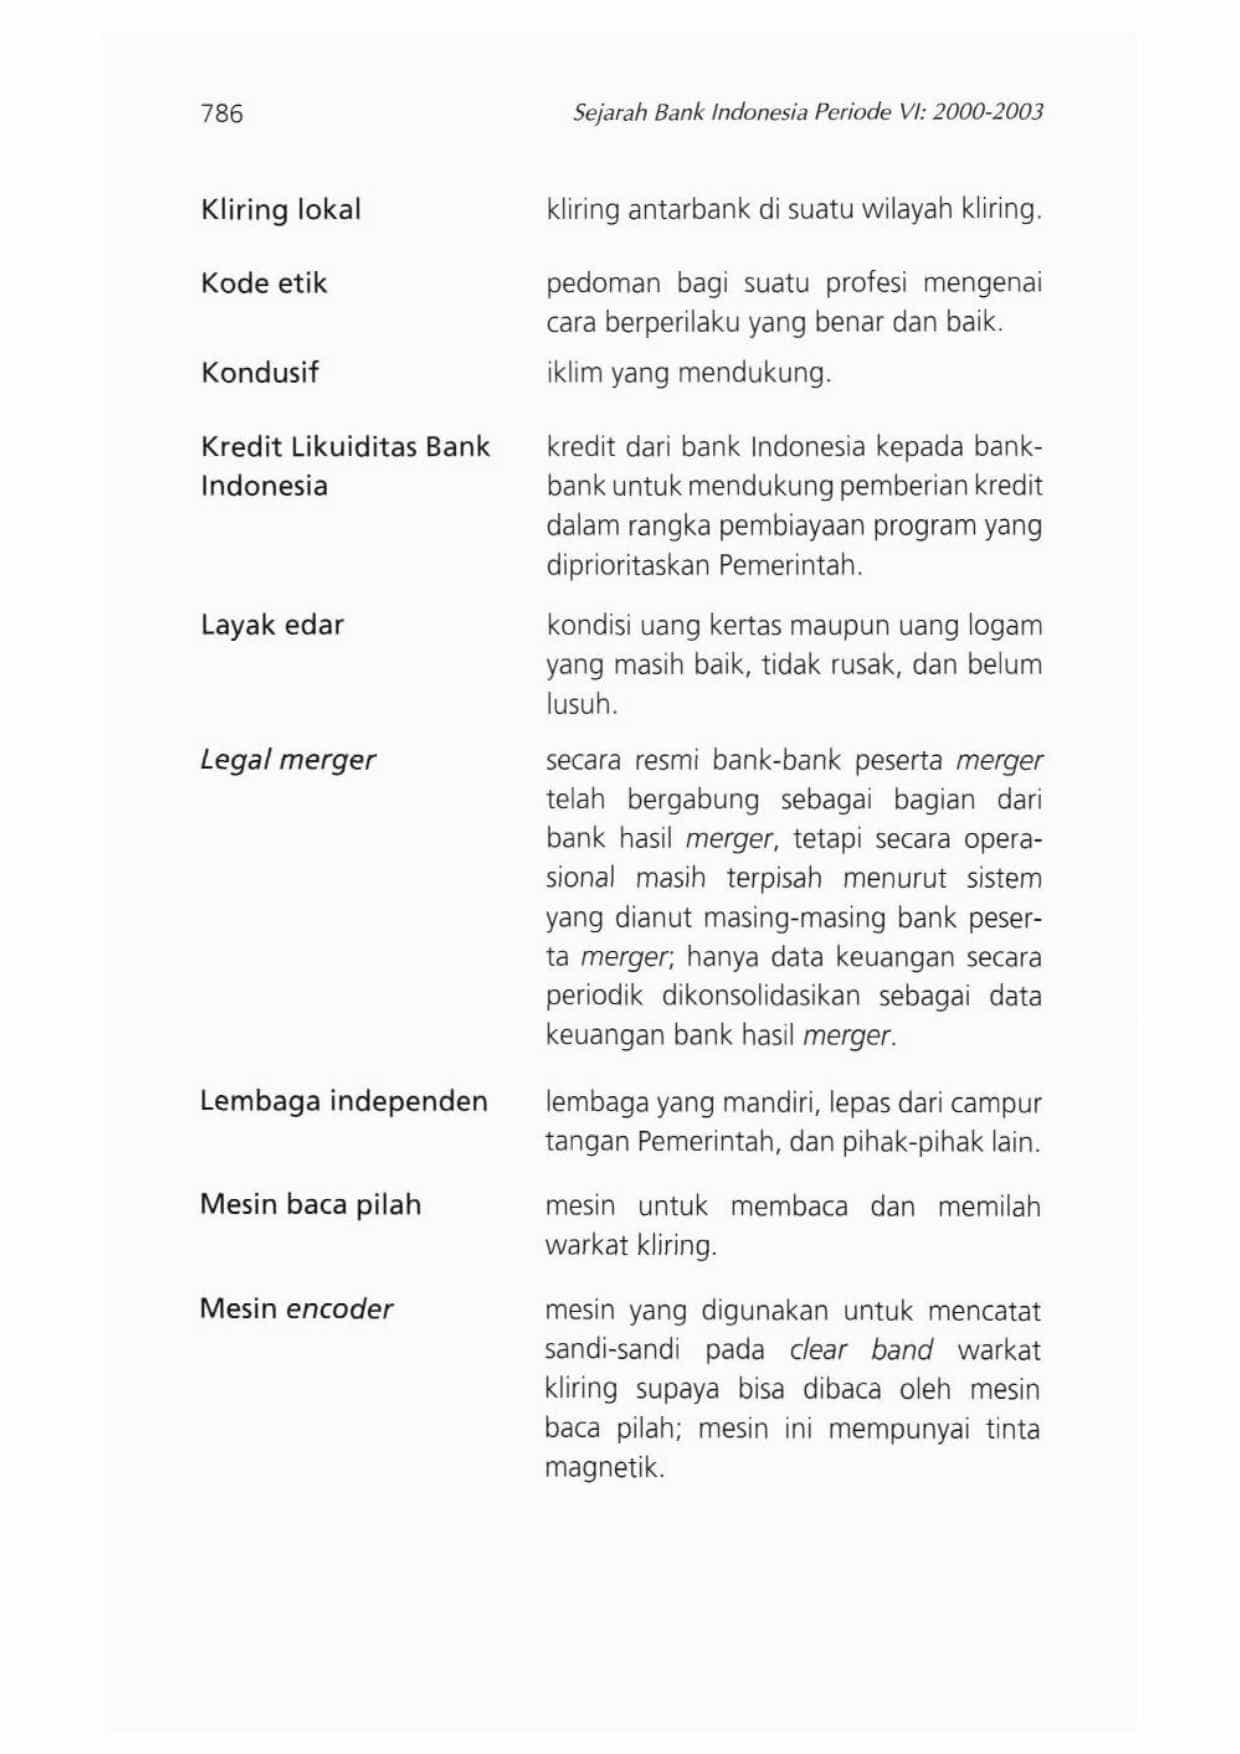 786
Sejarah Bank Indonesia Periode VI: 2000-2003
Kliring lokal
kliring antarbank di suatu wilayah kliring.
Kode etik
pedoman bagi suatu profesi mengenai
cara berperilaku yang benar dan baik.
Kondusif
iklim yang mendukung.
Kredit Likuiditas Bank
Indonesia
kredit dari bank Indonesia kepada bank-
bank untuk mendukung pemberian kredit
dalam rangka pembiayaan program yang
diprioritaskan Pemerintah.
Layak edar
kondisi uang kertas maupun uang logam
yang masih baik, tidak rusak, dan belum
lusuh.
Legal merger
secara resmi bank-bank peserta merger
telah bergabung sebagai bagian dari
bank hasil merger, tetapi secara opera-
sional masih terpisah menurut sistem
yang dianut masing-masing bank peser-
ta merger; hanya data keuangan secara
periodik dikonsolidasikan sebagai data
keuangan bank hasil merger.
Lembaga independen
lembaga yang mandiri, lepas dari campur
tangan Pemerintah, dan pihak-pihak lain.
Mesin baca pilah
mesin untuk membaca dan memilah
warkat kliring.
Mesin encoder
mesin yang digunakan untuk mencatat
sandi-sandi pada clear band warkat
kliring supaya bisa dibaca oleh mesin
baca pilah; mesin ini mempunyai tinta
magnetik.